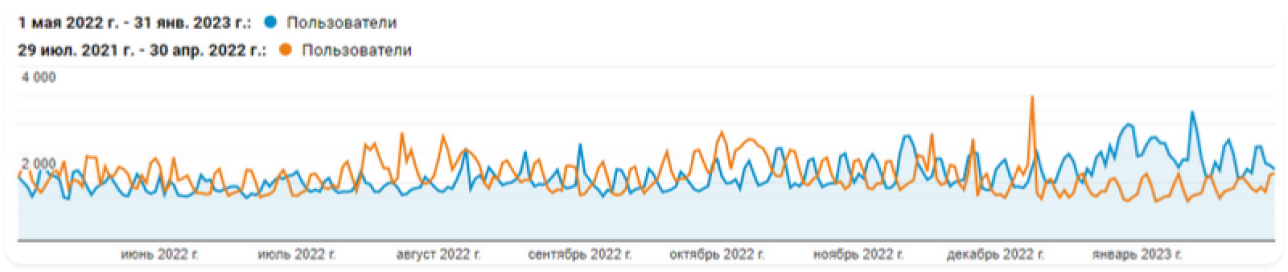 1 мая 2022 г. - 31 янв. 2023 г.: Пользователи
29 июл. 2021 г. - 30 апр. 2022 г.: Пользователи
4 000
2 000
июнь 2022 г. июль 2022 г. август 2022 г. сентябрь 2022 г. октябрь 2022 г. ноябрь 2022 г. декабрь 2022 г. январь 2023 г.